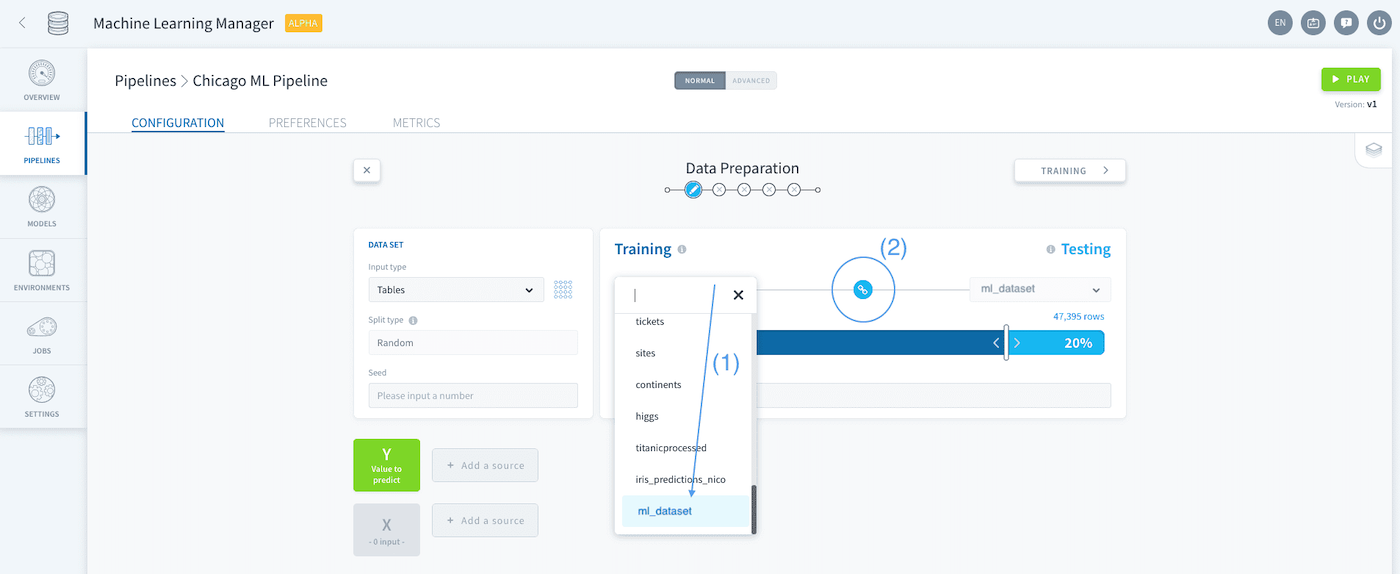 Machine Learning Manager ALPHA
EN
OVERVIEW
PIPELINES
MODELS
ENVIRONMENTS
JOBS
SETTINGS
Pipelines > Chicago ML Pipeline
NORMAL ADVANCED
PLAY
Version: v1
CONFIGURATION PREFERENCES METRICS
Data Preparation
TRAINING >
DATA SET
Input type
Tables
Split type
Random
Seed
Please input a number
Training
(2)
Testing
ml_dataset
47,395 rows
20%
(1)
tickets
sites
continents
higgs
titanicprocessed
iris_predictions_nico
ml_dataset
Y
Value to
predict
+ Add a source
X
- 0 input -
+ Add a source